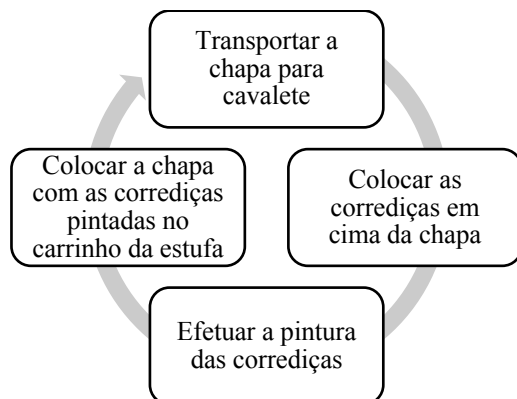 Transportar a
chapa para
cavalete
Colocar as
corrediças em
cima da chapa
Efetuar a pintura
das corrediças
Colocar a chapa
com as corrediças
pintadas no
carrinho da estufa